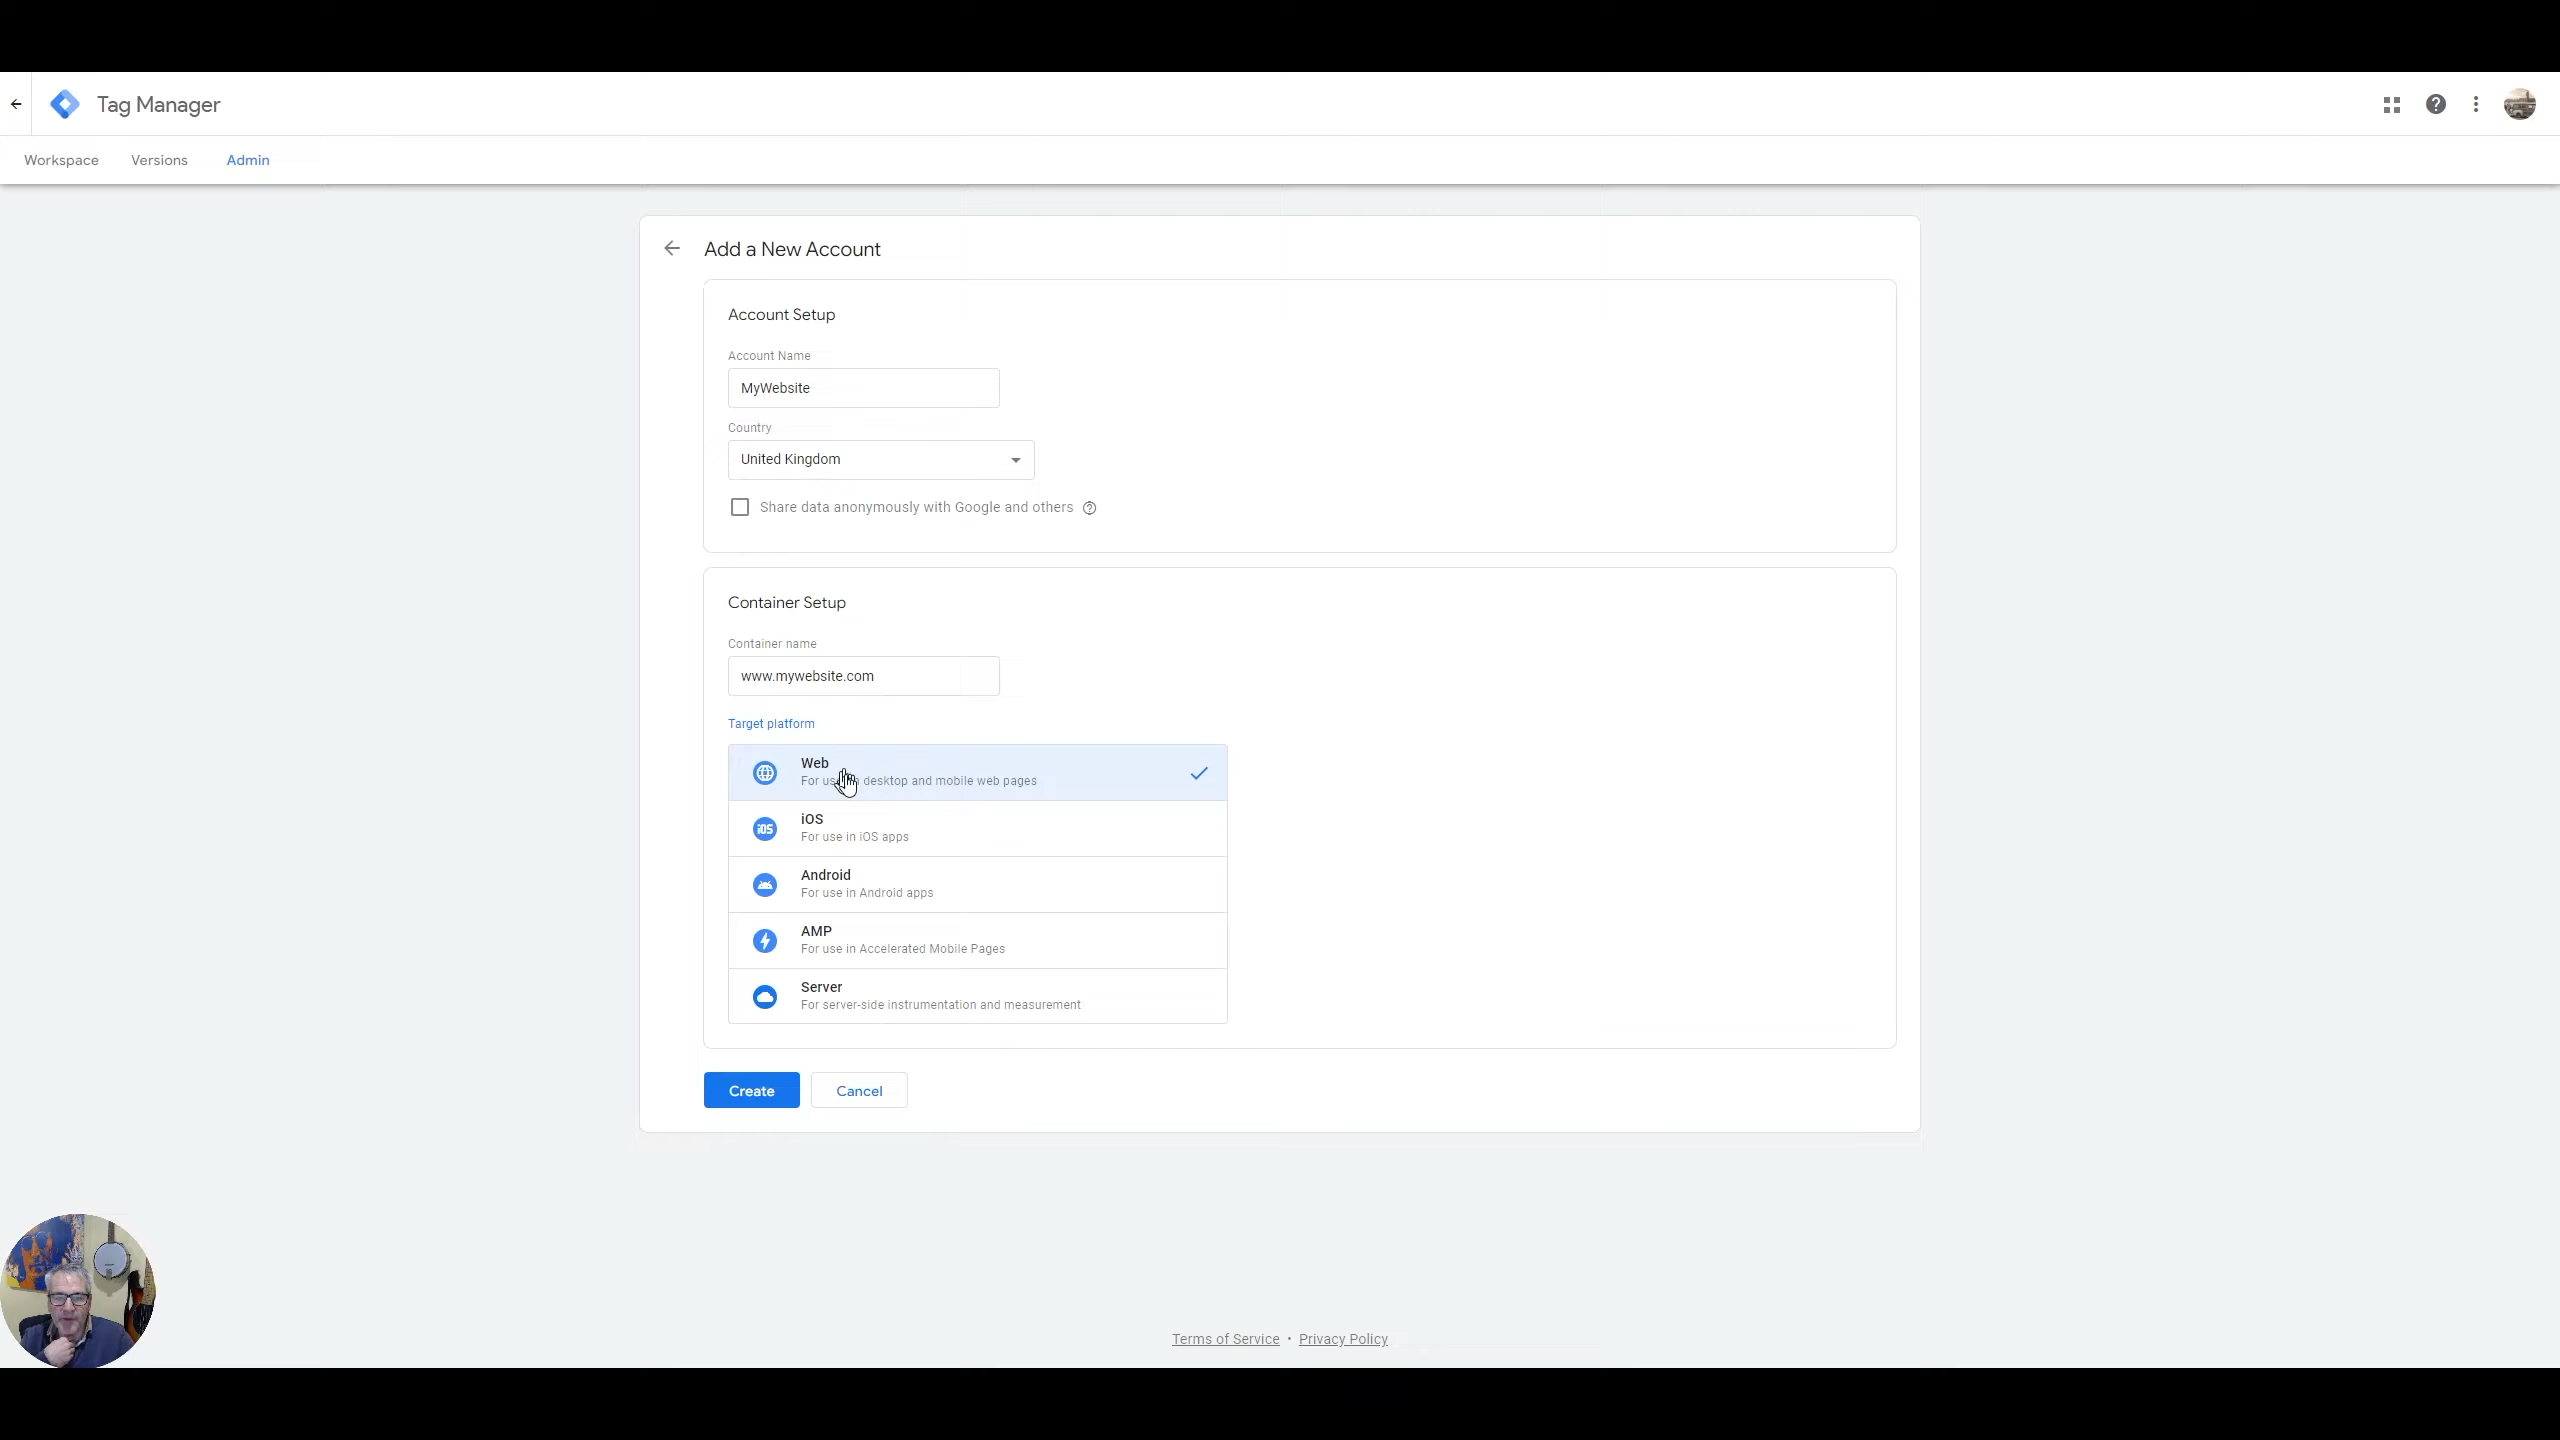 Tag Manager
Workspace Versions Admin
Add a New Account
Account Setup
Account Name
MyWebsite
Country
United Kingdom
Share data anonymously with Google and others
Container Setup
Container name
www.mywebsite.com
Target platform
Web
For use desktop and mobile web pages
iOS
iOS
For use in iOS apps
Android
For use in Android apps
AMP
For use in Accelerated Mobile Pages
Server
For server-side instrumentation and measurement
Create Cancel
Terms of Service • Privacy Policy